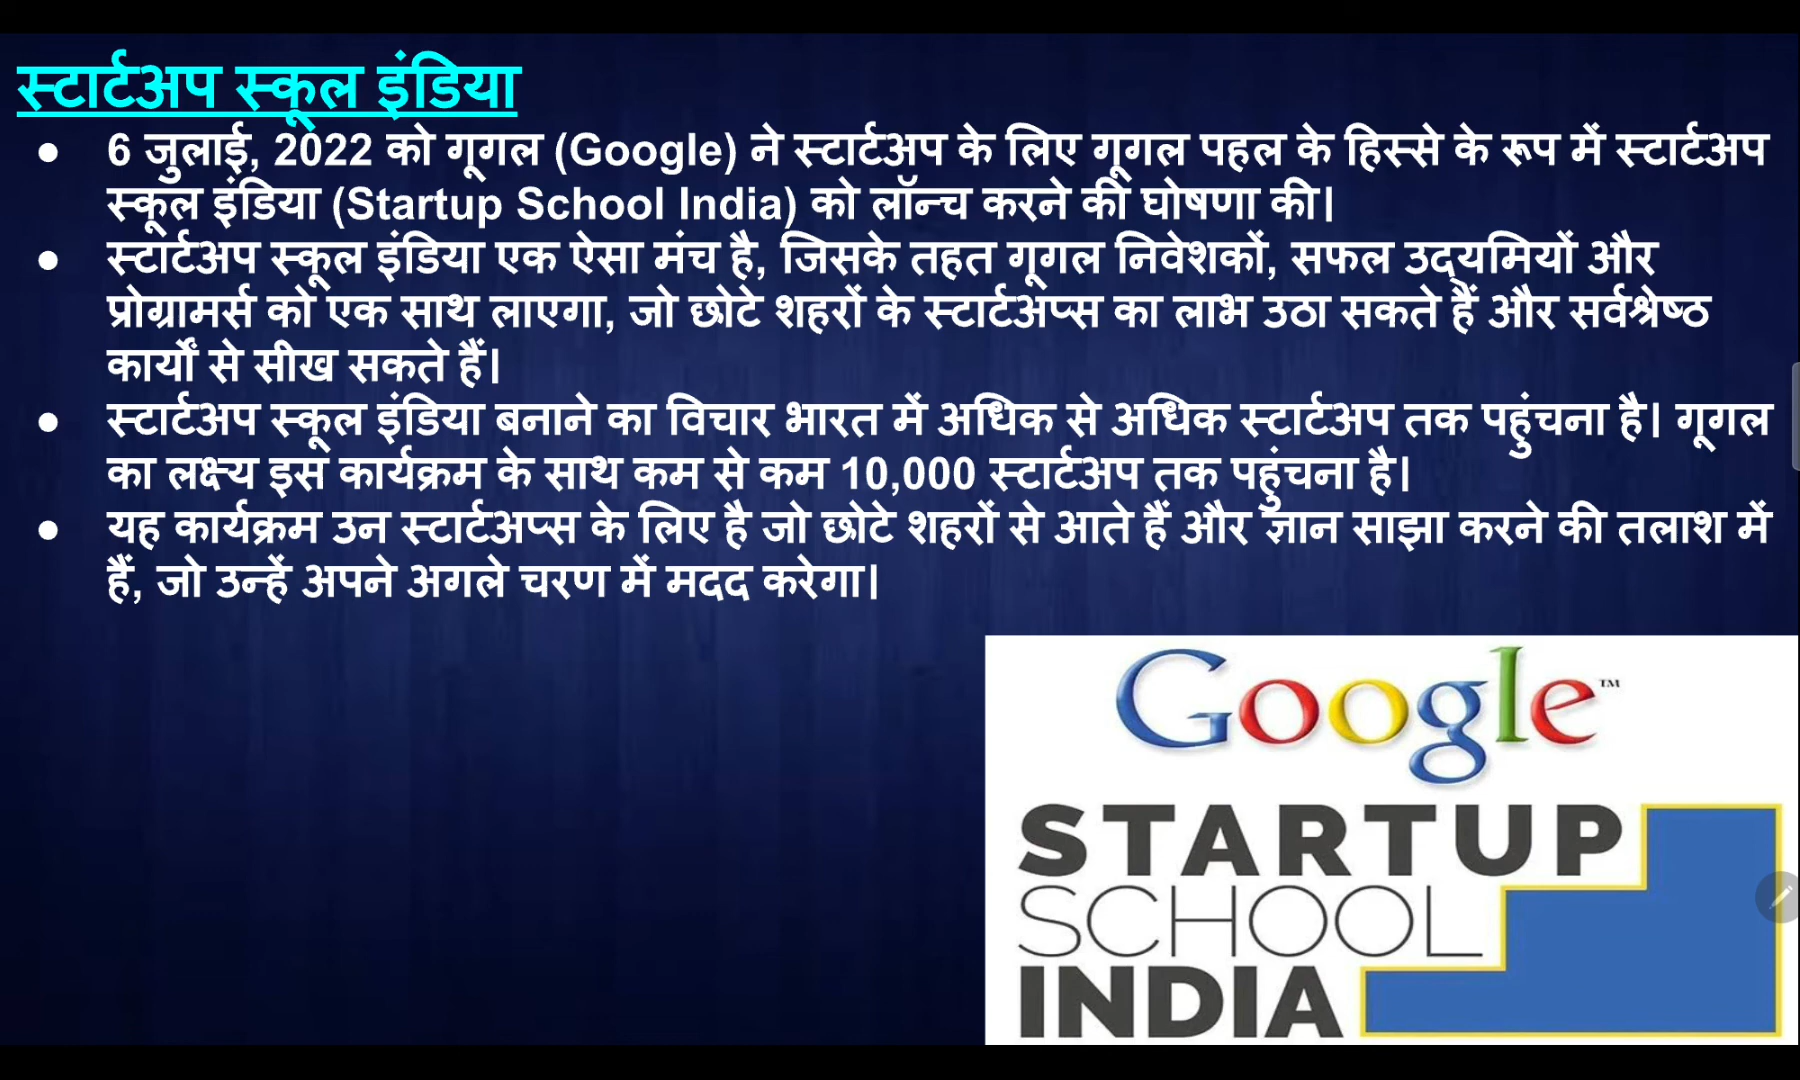 स्टार्टअप स्कूल इंडिया
● 6 जुलाई, 2022 को गूगल (Google) ने स्टार्टअप के लिए गूगल पहल के हिस्से के रूप में स्टार्टअप
स्कूल इंडिया (Startup School India) को लॉन्च करने की घोषणा की।
● स्टार्टअप स्कूल इंडिया एक ऐसा मंच है, जिसके तहत गूगल निवेशकों, सफल उद्यमियों और
प्रोग्रामर्स को एक साथ लाएगा, जो छोटे शहरों के स्टार्टअप्स का लाभ उठा सकते हैं और सर्वश्रेष्ठ
कार्यों से सीख सकते हैं।
● स्टार्टअप स्कूल इंडिया बनाने का विचार भारत में अधिक से अधिक स्टार्टअप तक पहुंचना है। गूगल
का लक्ष्य इस कार्यक्रम के साथ कम से कम 10,000 स्टार्टअप तक पहुंचना है।
● यह कार्यक्रम उन स्टार्टअप्स के लिए है जो छोटे शहरों से आते हैं और ज्ञान साझा करने की तलाश में
हैं, जो उन्हें अपने अगले चरण में मदद करेगा।
Google™
STARTUP
SCHOOL
INDIA